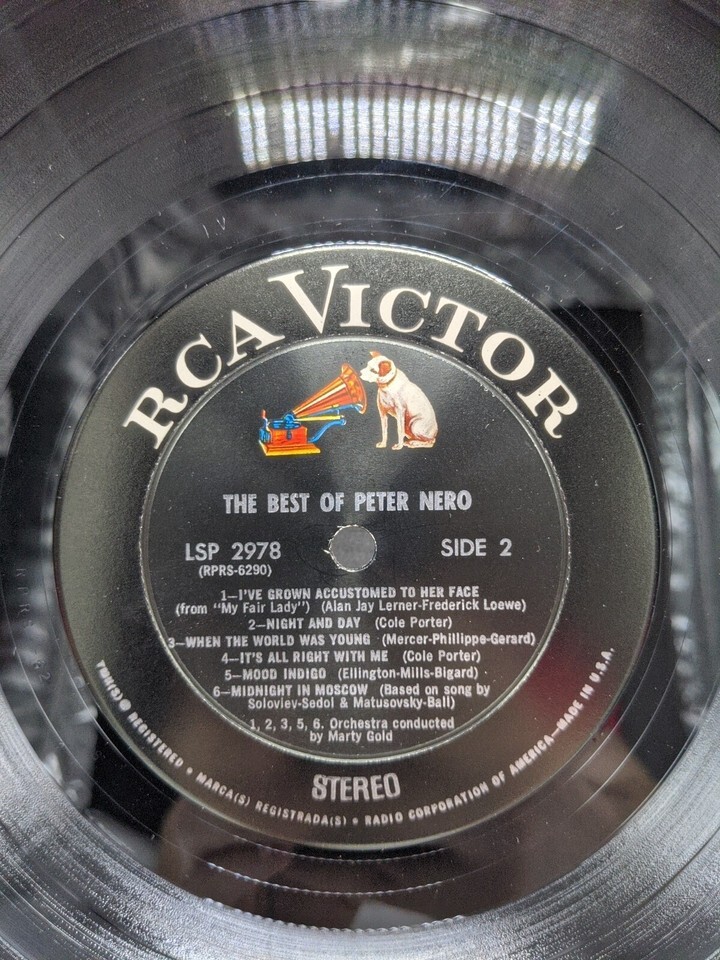 RCA VICTOR
THE BEST OF PETER NERO
LSP 2978
(RPRS-6290)
SIDE 2
1—I'VE GROWN ACCUSTOMED TO HER FACE
(from "My Fair Lady") (Alan Jay Lerner-Frederick Loewe)
2—NIGHT AND DAY (Cole Porter)
3—WHEN THE WORLD WAS YOUNG (Mercer-Phillippe-Gerard)
4—IT'S ALL RIGHT WITH ME (Cole Porter)
5—MOOD INDIGO (Ellington-Mills-Bigard)
6—MIDNIGHT IN MOSCOW (Based on song by
Soloviev-Sedoi & Matusovsky-Ball)
1, 2, 3, 5, 6. Orchestra conducted
by Marty Gold
STEREO
TMK(S) ® REGISTERED • MARCA(S) REGISTRADA(S) • RADIO CORPORATION OF AMERICA—MADE IN U.S.A.